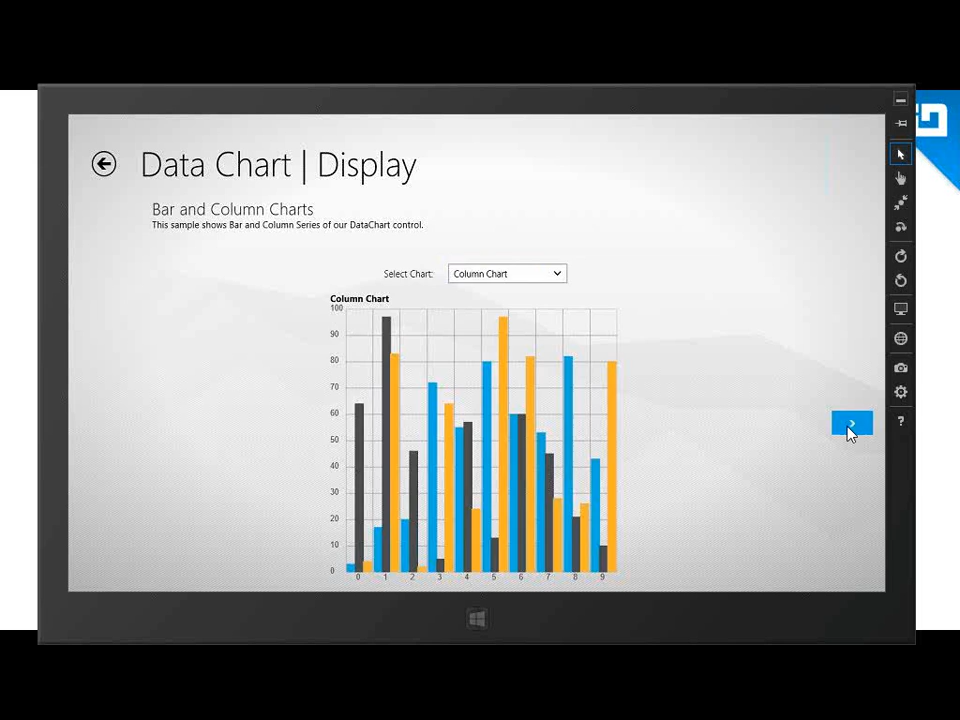 Data Chart | Display
Bar and Column Charts
This sample shows Bar and Column Series of our DataChart control.
Select Chart: Column Chart
Column Chart
100
90
80
70
60
50
40
30
20
10
0
0 1 2 3 4 5 6 7 8 9
?